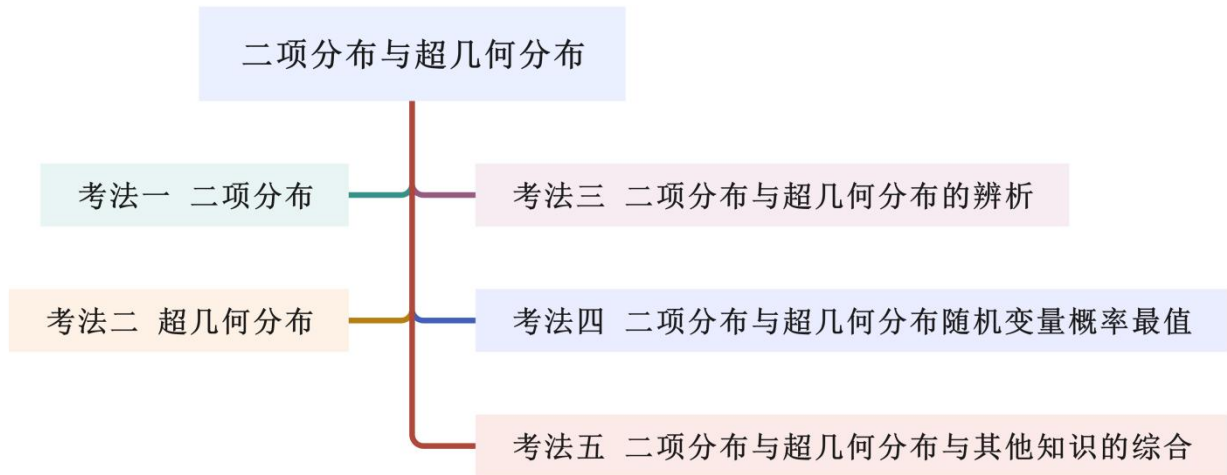 二项分布与超几何分布
考法一 二项分布
考法三 二项分布与超几何分布的辨析
考法二 超几何分布
考法四 二项分布与超几何分布随机变量概率最值
考法五 二项分布与超几何分布与其他知识的综合